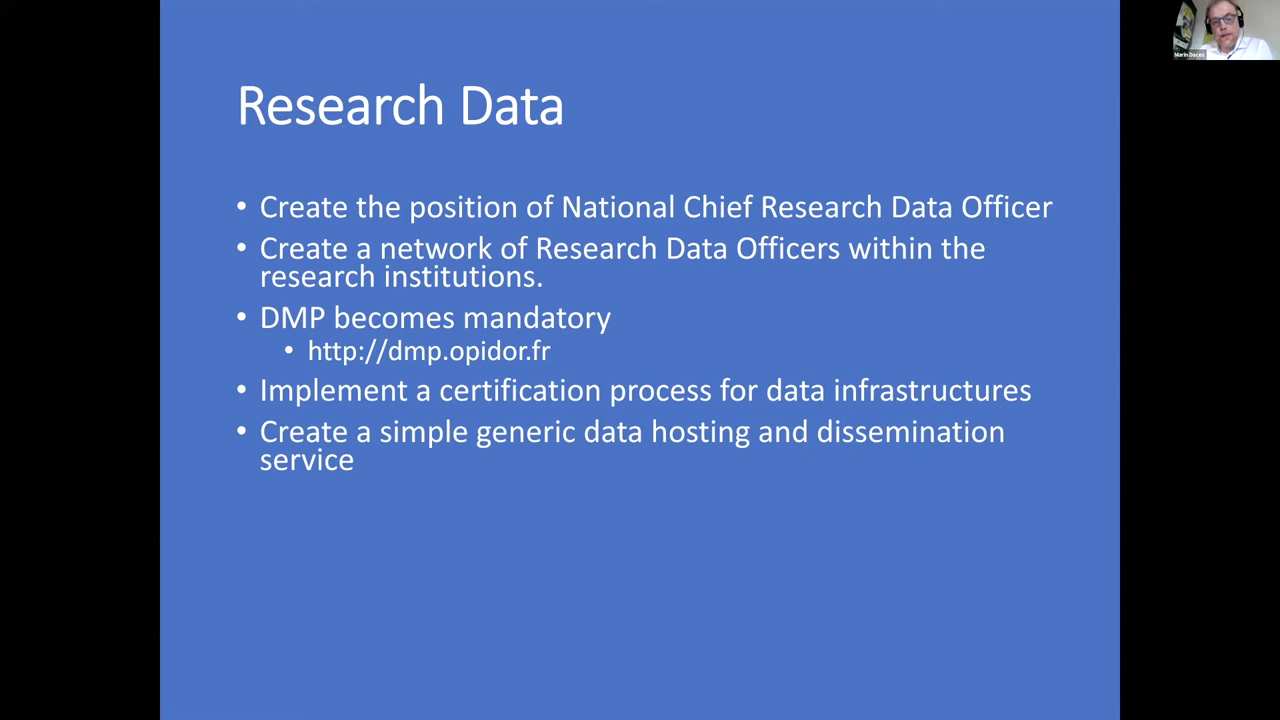 Research Data
• Create the position of National Chief Research Data Officer
• Create a network of Research Data Officers within the
research institutions.
• DMP becomes mandatory
• http://dmp.opidor.fr
• Implement a certification process for data infrastructures
• Create a simple generic data hosting and dissemination
service
Marin Dacos